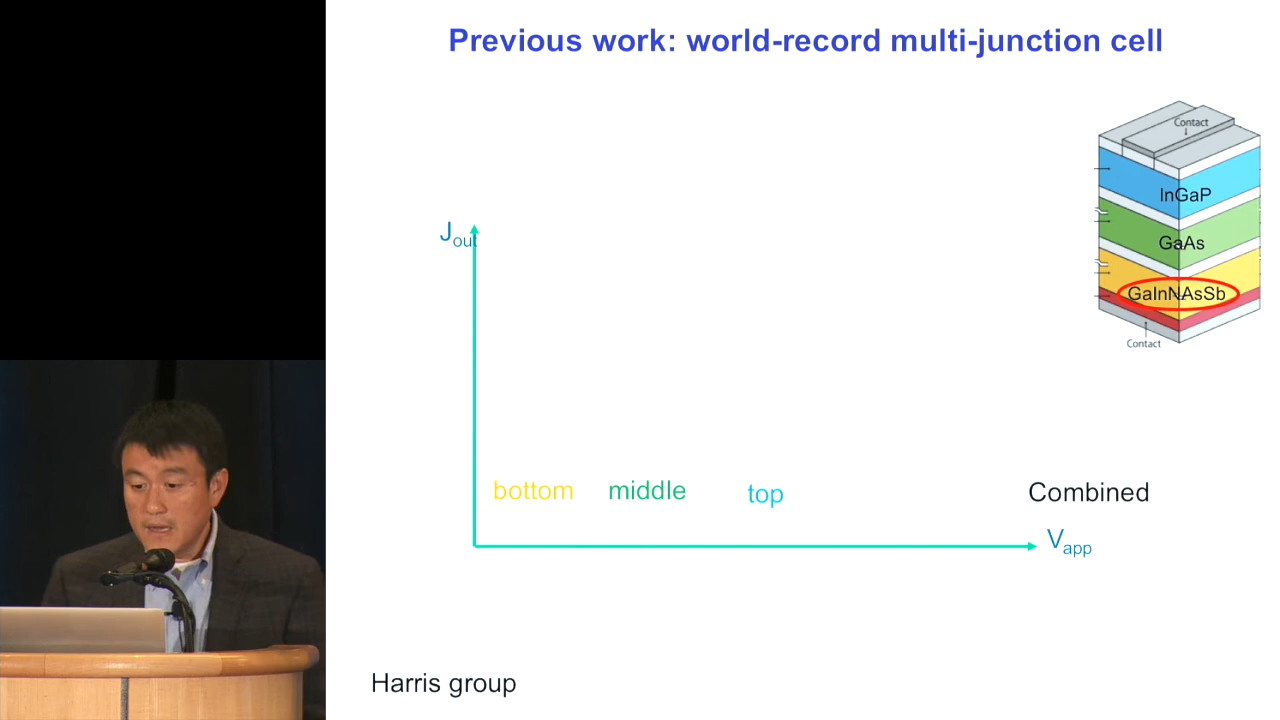 Previous work: world-record multi-junction cell
Contact
InGaP
GaAs
GaInNAsSb
Contact
Jout
bottom
middle
top
Combined
Vapp
Harris group